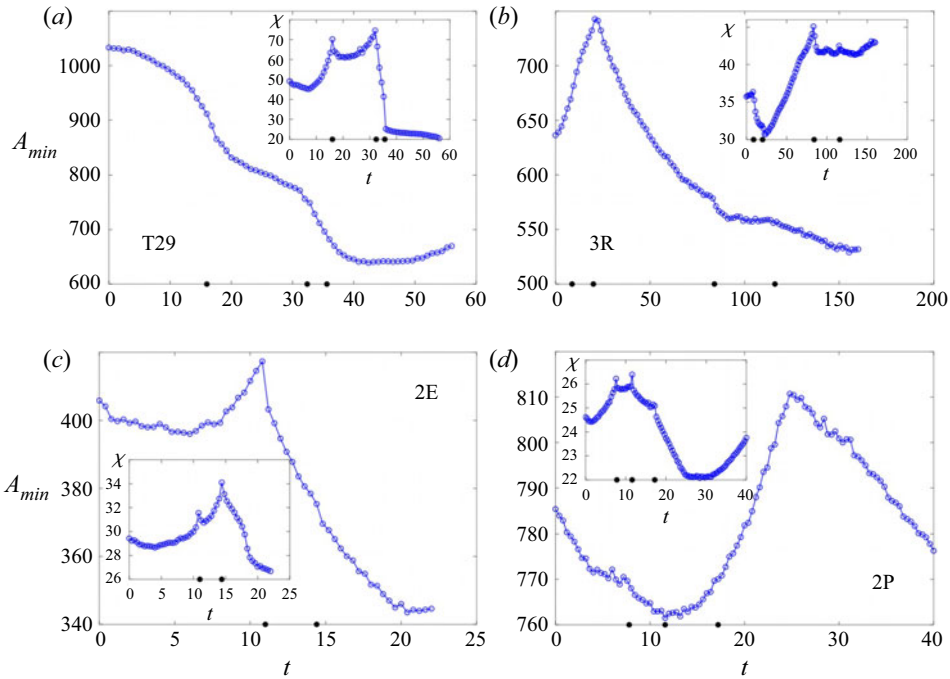 (a)
χ
80
70
60
50
40
30
20
0 10 20 30 40 50 60
t
1000
900
800
700
600
A_min
T29
0 10 20 30 40 50 60
(b)
χ
45
40
35
30
0 50 100 150 200
t
700
650
600
550
500
3R
0 50 100 150 200
(c)
2E
400
380
360
340
A_min
χ
34
32
30
28
26
0 5 10 15 20 25
t
0 5 10 15 20 25
t
(d)
810
800
790
780
770
760
χ
26
25
24
23
22
0 10 20 30 40
t
2P
0 10 20 30 40
t